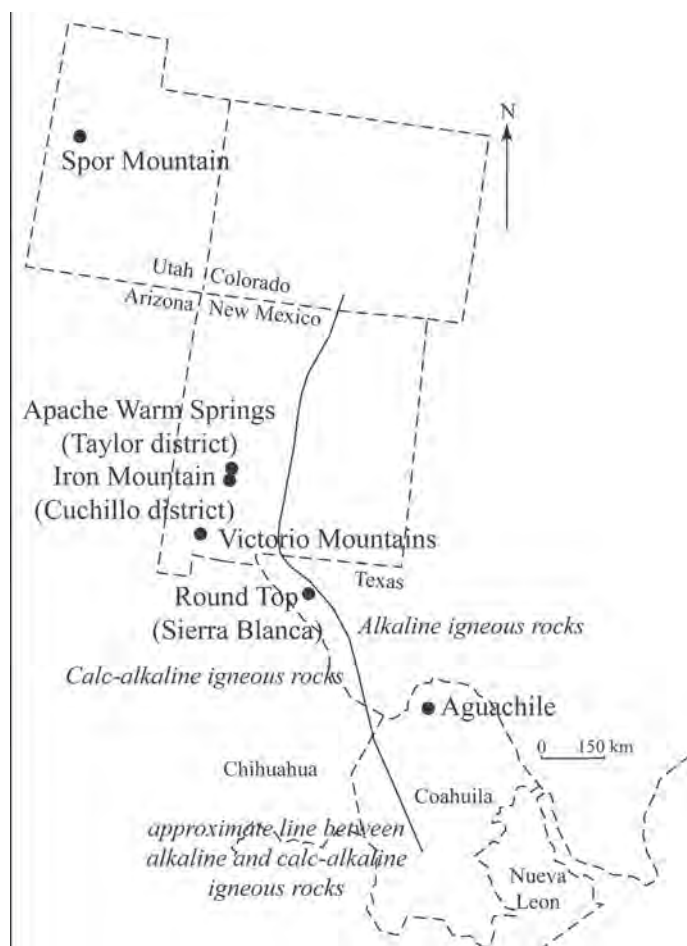 N
Spor Mountain
Utah
Colorado
Arizona
New Mexico
Apache Warm Springs
(Taylor district)
Iron Mountain
(Cuchillo district)
Victorio Mountains
Texas
Round Top
(Sierra Blanca)
Alkaline igneous rocks
Calc-alkaline igneous rocks
Aguachile
0 150 km
Chihuahua
Coahuila
approximate line between
alkaline and calc-alkaline
igneous rocks
Nueva
Leon